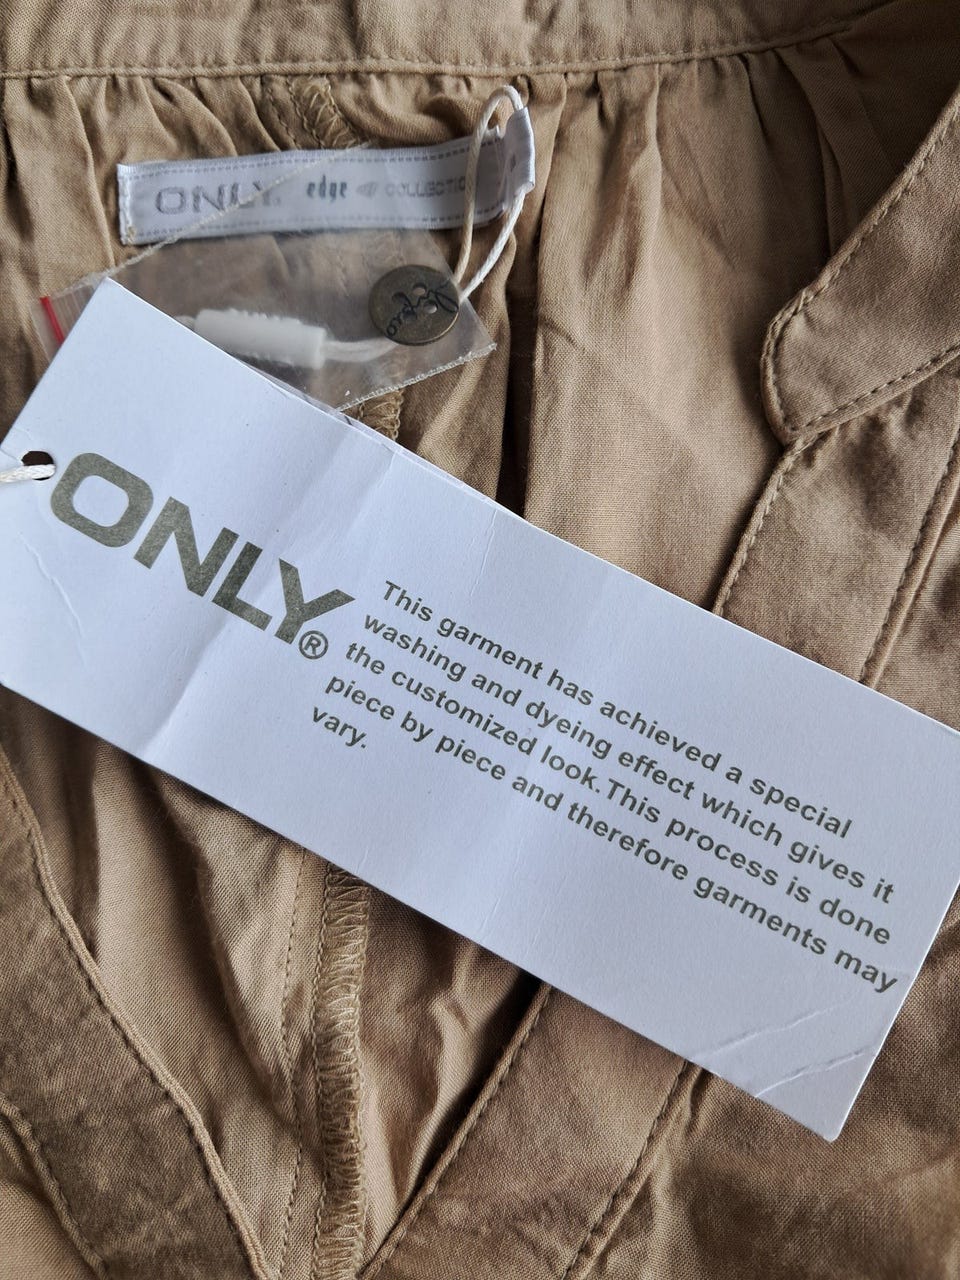 ONLY. edge COLLECTIO
ONLY®
This garment has achieved a special
washing and dyeing effect which gives it
the customized look.This process is done
piece by piece and therefore garments may
vary.